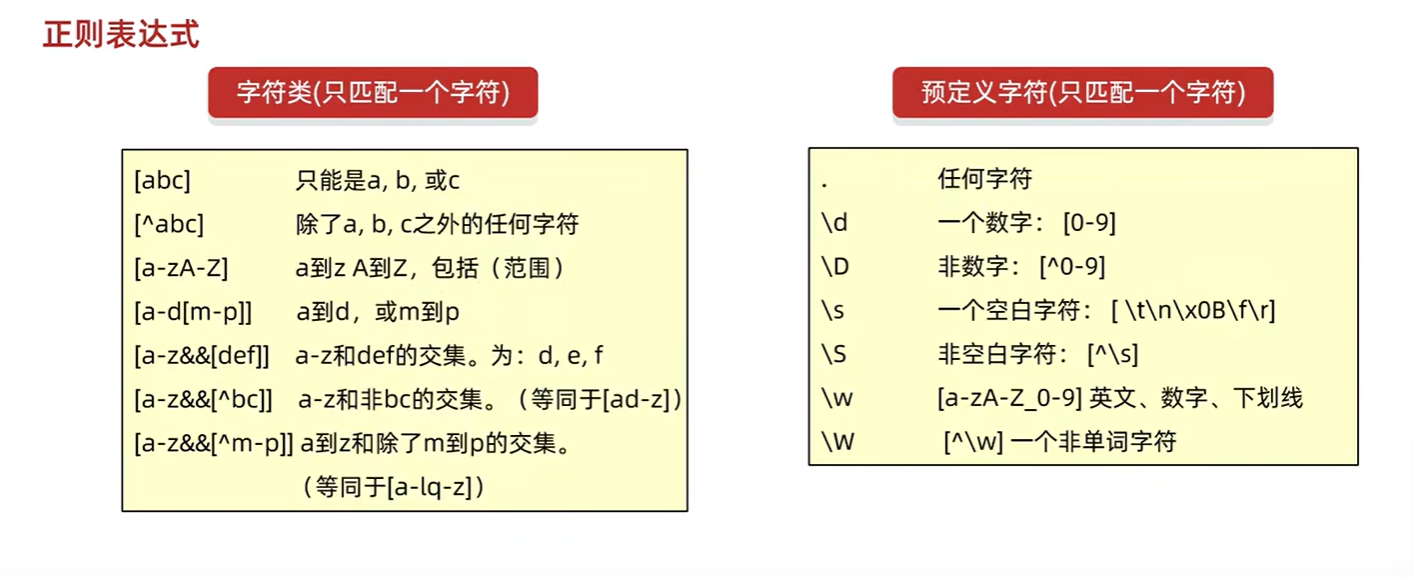 正则表达式
字符类(只匹配一个字符)
[abc] 只能是a, b, 或c
[^abc] 除了a, b, c之外的任何字符
[a-zA-Z] a到z A到Z，包括（范围）
[a-d[m-p]] a到d，或m到p
[a-z&&[def]] a-z和def的交集。为：d, e, f
[a-z&&[^bc]] a-z和非bc的交集。（等同于[ad-z]）
[a-z&&[^m-p]] a到z和除了m到p的交集。
（等同于[a-lq-z]）
预定义字符(只匹配一个字符)
. 任何字符
\d 一个数字： [0-9]
\D 非数字： [^0-9]
\s 一个空白字符： [ \t\n\x0B\f\r]
\S 非空白字符： [^\s]
\w [a-zA-Z_0-9] 英文、数字、下划线
\W [^\w] 一个非单词字符